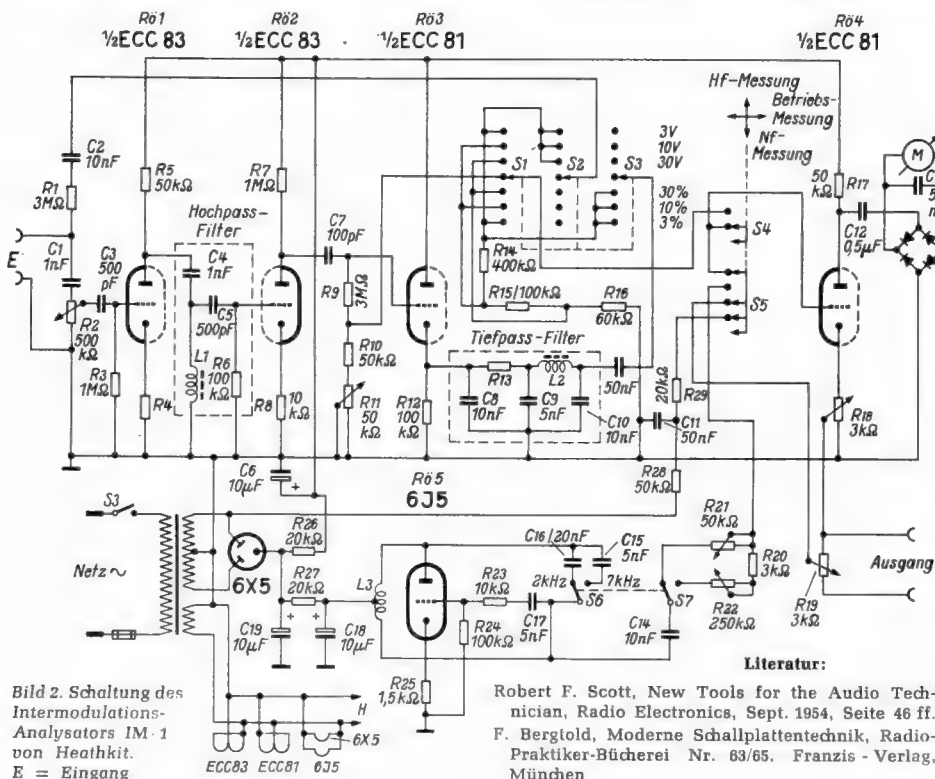 Rö1
½ECC 83
Rö2
½ECC 83
Rö3
½ECC 81
Rö4
½ECC 81
Hf-Messung
Betriebs-
Messung
Nf-
Messung
C2
10nF
R1
3MΩ
C1
1nF
E
C3
500
pF
R2
500
kΩ
R3
1MΩ
R5
50kΩ
R4
Hochpass-
Filter
C4
1nF
C5
500pF
L1
R6
100
kΩ
R7
1MΩ
R8
10
kΩ
C7
100pF
R9
3MΩ
R10
50kΩ
R11
50
kΩ
R12
100
kΩ
S1
S2
S3
3V
10V
30V
30%
10%
3%
R14
400kΩ
R15/100kΩ
R16
60kΩ
Tiefpass-Filter
R13
L2
C8
10nF
C9
5nF
C10
10nF
50nF
S4
S5
20kΩ
R29
C11
50nF
R28
50kΩ
50
kΩ
R17
C12
0,5µF
M
R18
3kΩ
C6
10µF
+
Rö5
6J5
S3
Netz ~
6X5
R26
20kΩ
R27
20kΩ
+
+
C19
10µF
C18
10µF
L3
R25
1,5kΩ
R23
10kΩ
R24
100kΩ
C17
5nF
C16/20nF
C15
5nF
2kHz
7kHz
S6
S7
C14
10nF
R21
50kΩ
R20
3kΩ
R22
250kΩ
R19
3kΩ
Ausgang
H
6X5
ECC83
ECC81
6J5
Bild 2. Schaltung des
Intermodulations-
Analysators IM-1
von Heathkit.
E = Eingang
Literatur:
Robert F. Scott, New Tools for the Audio Tech-
nician, Radio Electronics, Sept. 1954, Seite 46 ff.
F. Bergtold, Moderne Schallplattentechnik, Radio-
Praktiker-Bücherei Nr. 63/65. Franzis-Verlag,
München